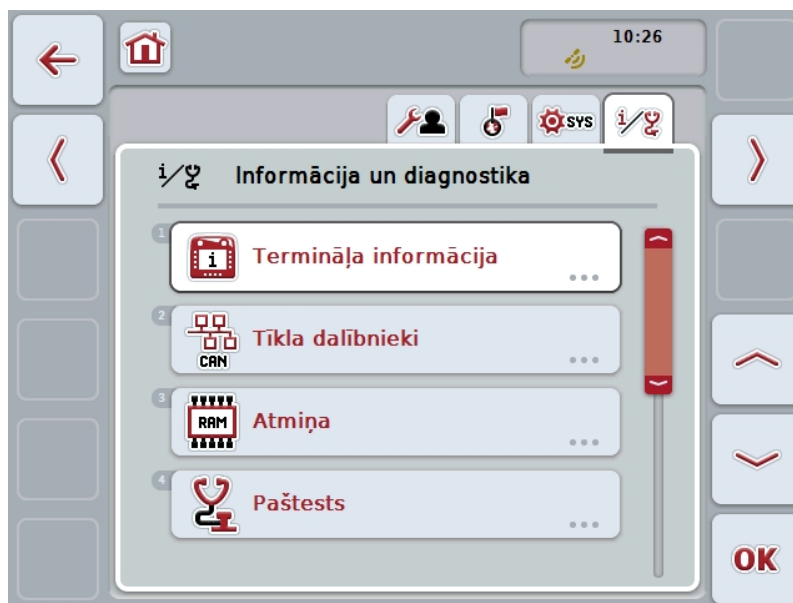 10:26
SYS
i
i Informācija un diagnostika
1
i
Termināļa informācija
2
CAN
Tīkla dalībnieki
3
RAM
Atmiņa
4
Paštests
OK